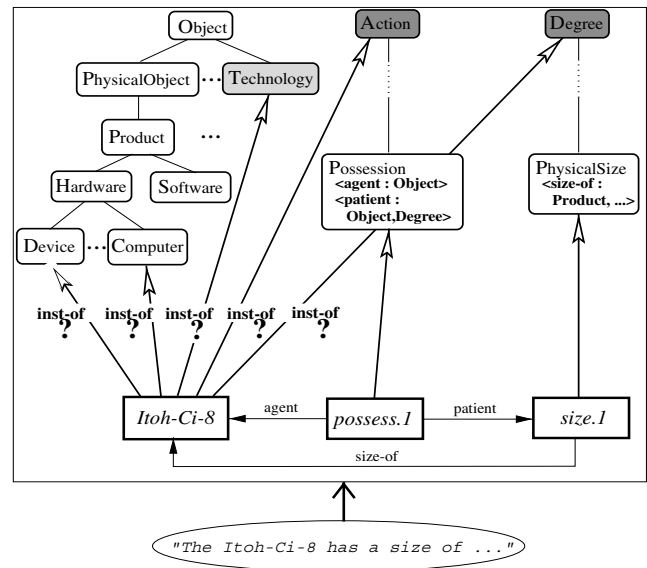 Object
Action
Degree
PhysicalObject ... Technology
Product ...
Hardware
Software
Possession
<agent : Object>
<patient :
Object,Degree>
PhysicalSize
<size-of :
Product, ...>
Device ... Computer
inst-of inst-of inst-of inst-of inst-of
? ? ? ? ?
Itoh-Ci-8
agent
possess.1
patient
size.1
size-of
"The Itoh-Ci-8 has a size of ..."